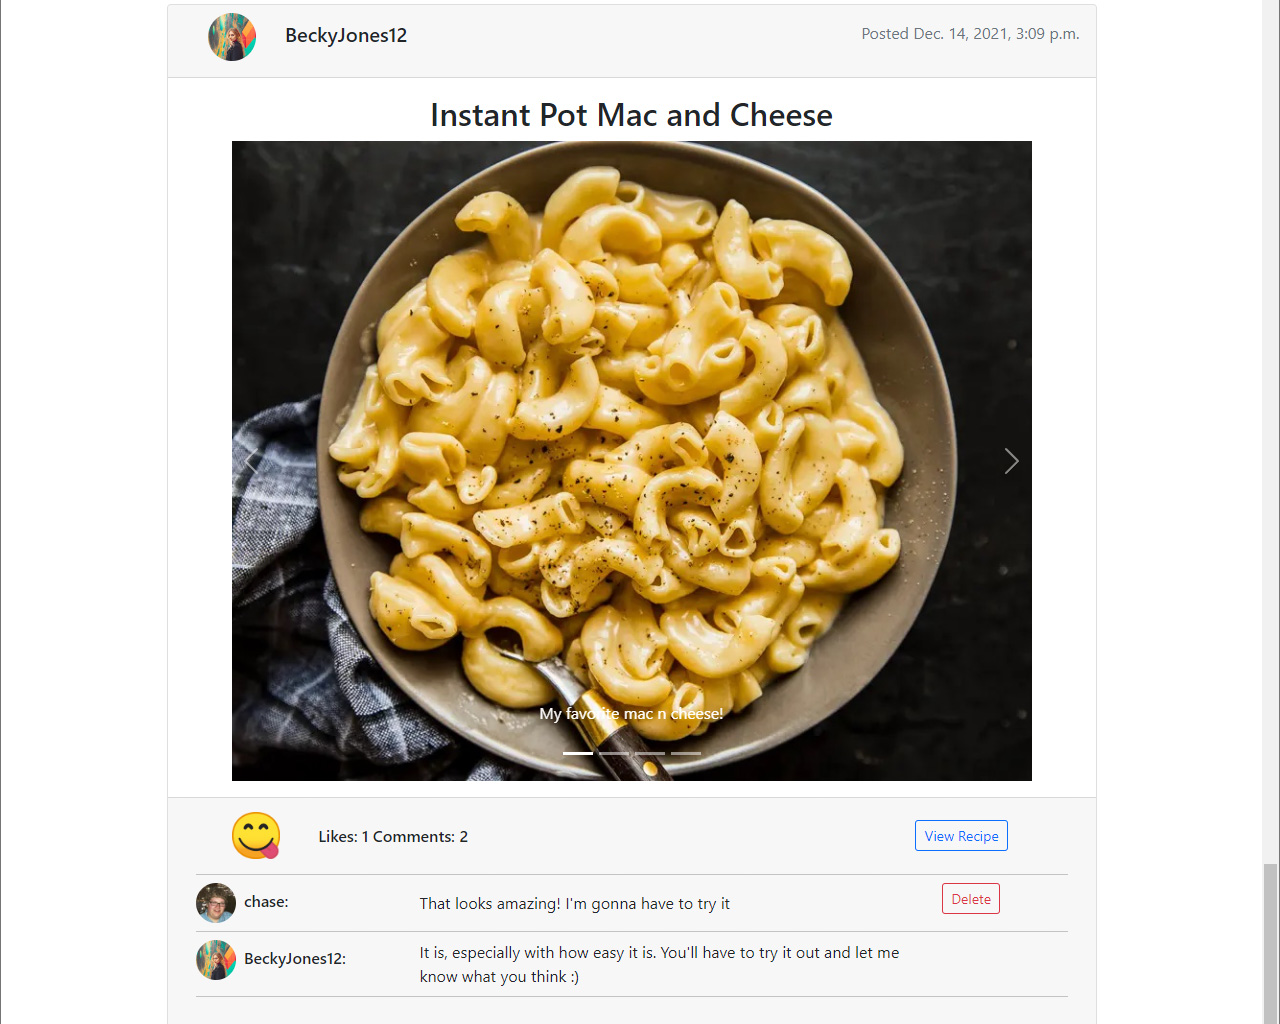 BeckyJones12
Posted Dec. 14, 2021, 3:09 p.m.
Instant Pot Mac and Cheese
My favorite mac n cheese!
Likes: 1 Comments: 2
View Recipe
chase:
That looks amazing! I'm gonna have to try it
Delete
BeckyJones12:
It is, especially with how easy it is. You'll have to try it out and let me
know what you think :)